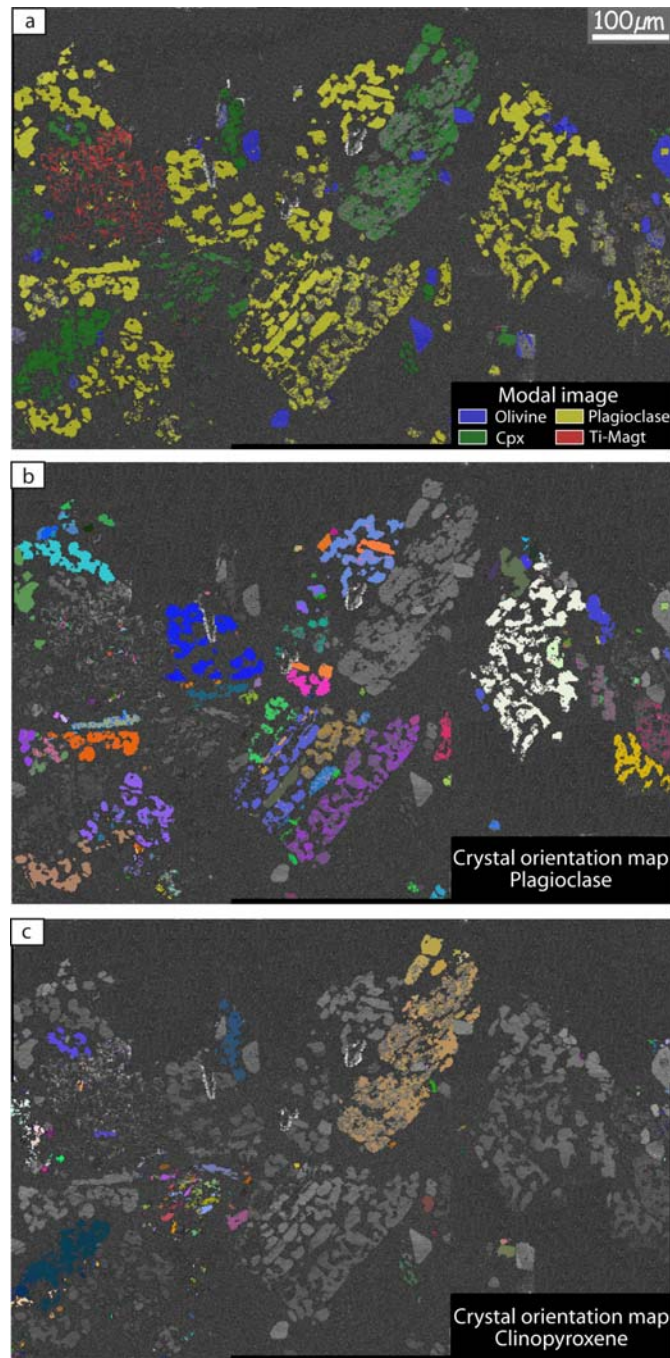 a
100µm
Modal image
Olivine Plagioclase
Cpx Ti-Magt
b
Crystal orientation map
Plagioclase
c
Crystal orientation map
Clinopyroxene